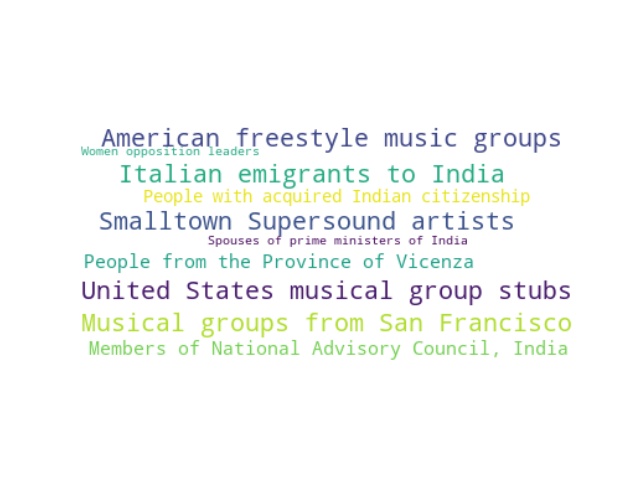 American freestyle music groups
Women opposition leaders
Italian emigrants to India
People with acquired Indian citizenship
Smalltown Supersound artists
Spouses of prime ministers of India
People from the Province of Vicenza
United States musical group stubs
Musical groups from San Francisco
Members of National Advisory Council, India